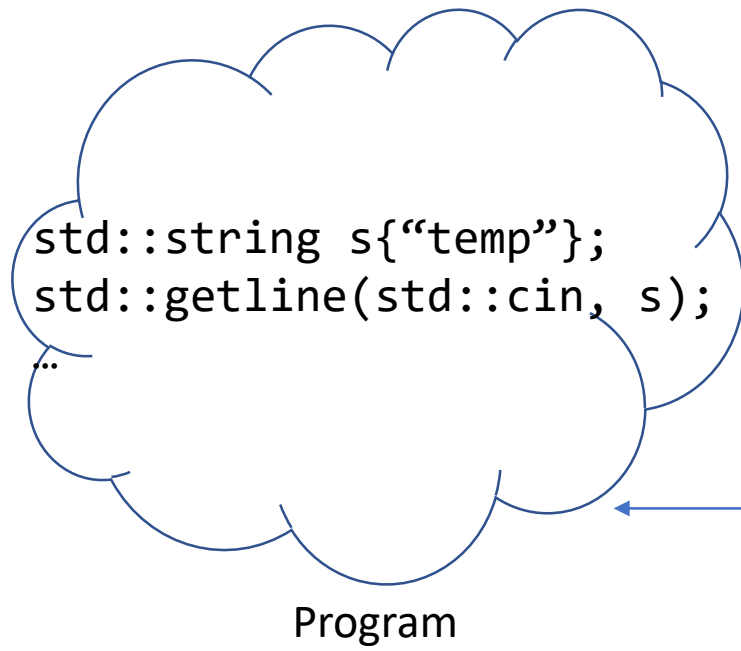 std::string s{“temp”};
std::getline(std::cin, s);
…
Program